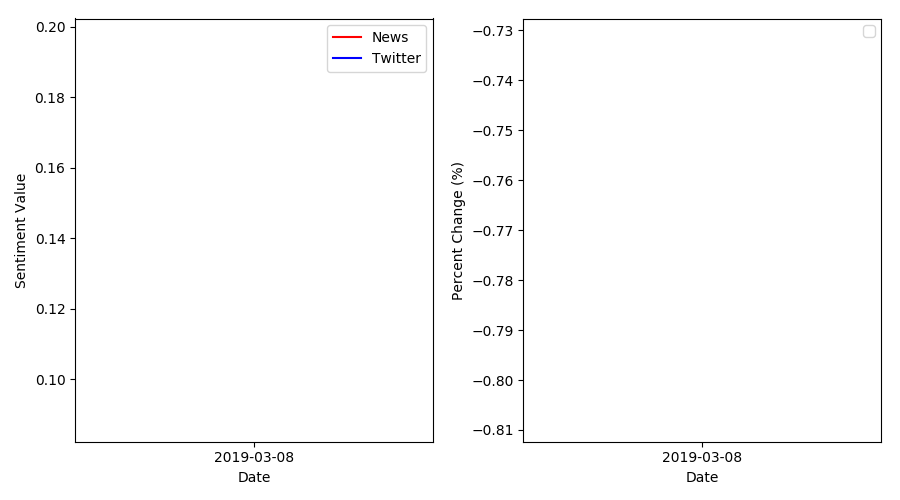 0.20
0.18
0.16
0.14
0.12
0.10
Sentiment Value
News
Twitter
2019-03-08
Date
−0.73
−0.74
−0.75
−0.76
−0.77
−0.78
−0.79
−0.80
−0.81
Percent Change (%)
2019-03-08
Date